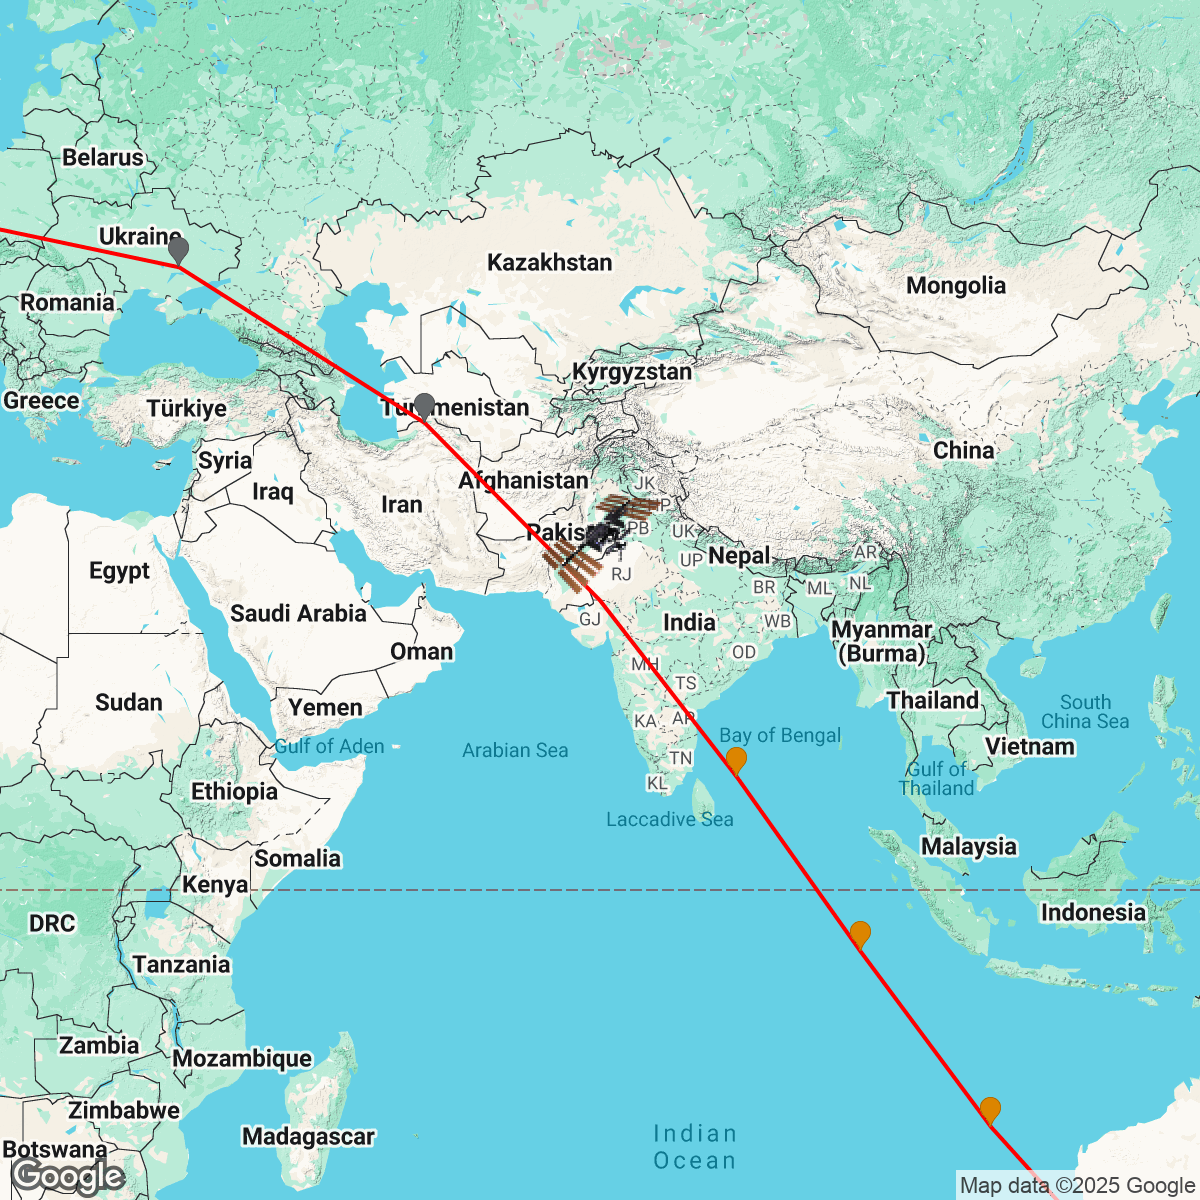 Belarus
Ukraine
Kazakhstan
Mongolia
Romania
Kyrgyzstan
Greece
Türkiye
Turkmenistan
China
Syria
Afghanistan
JK
Iraq
Iran
Pakis
PB
UK
Nepal
AR
Egypt
UP
RJ
BR
ML
NL
Saudi Arabia
GJ
India
WB
Myanmar
(Burma)
Oman
OD
MH
TS
Sudan
Yemen
Thailand
South
China Sea
KA
AP
Bay of Bengal
Gulf of Aden
Arabian Sea
Vietnam
TN
Gulf of
Thailand
Ethiopia
KL
Laccadive Sea
Malaysia
Somalia
Kenya
DRC
Indonesia
Tanzania
Zambia
Mozambique
Zimbabwe
Madagascar
Indian
Ocean
Botswana
Google
Map data ©2025 Google